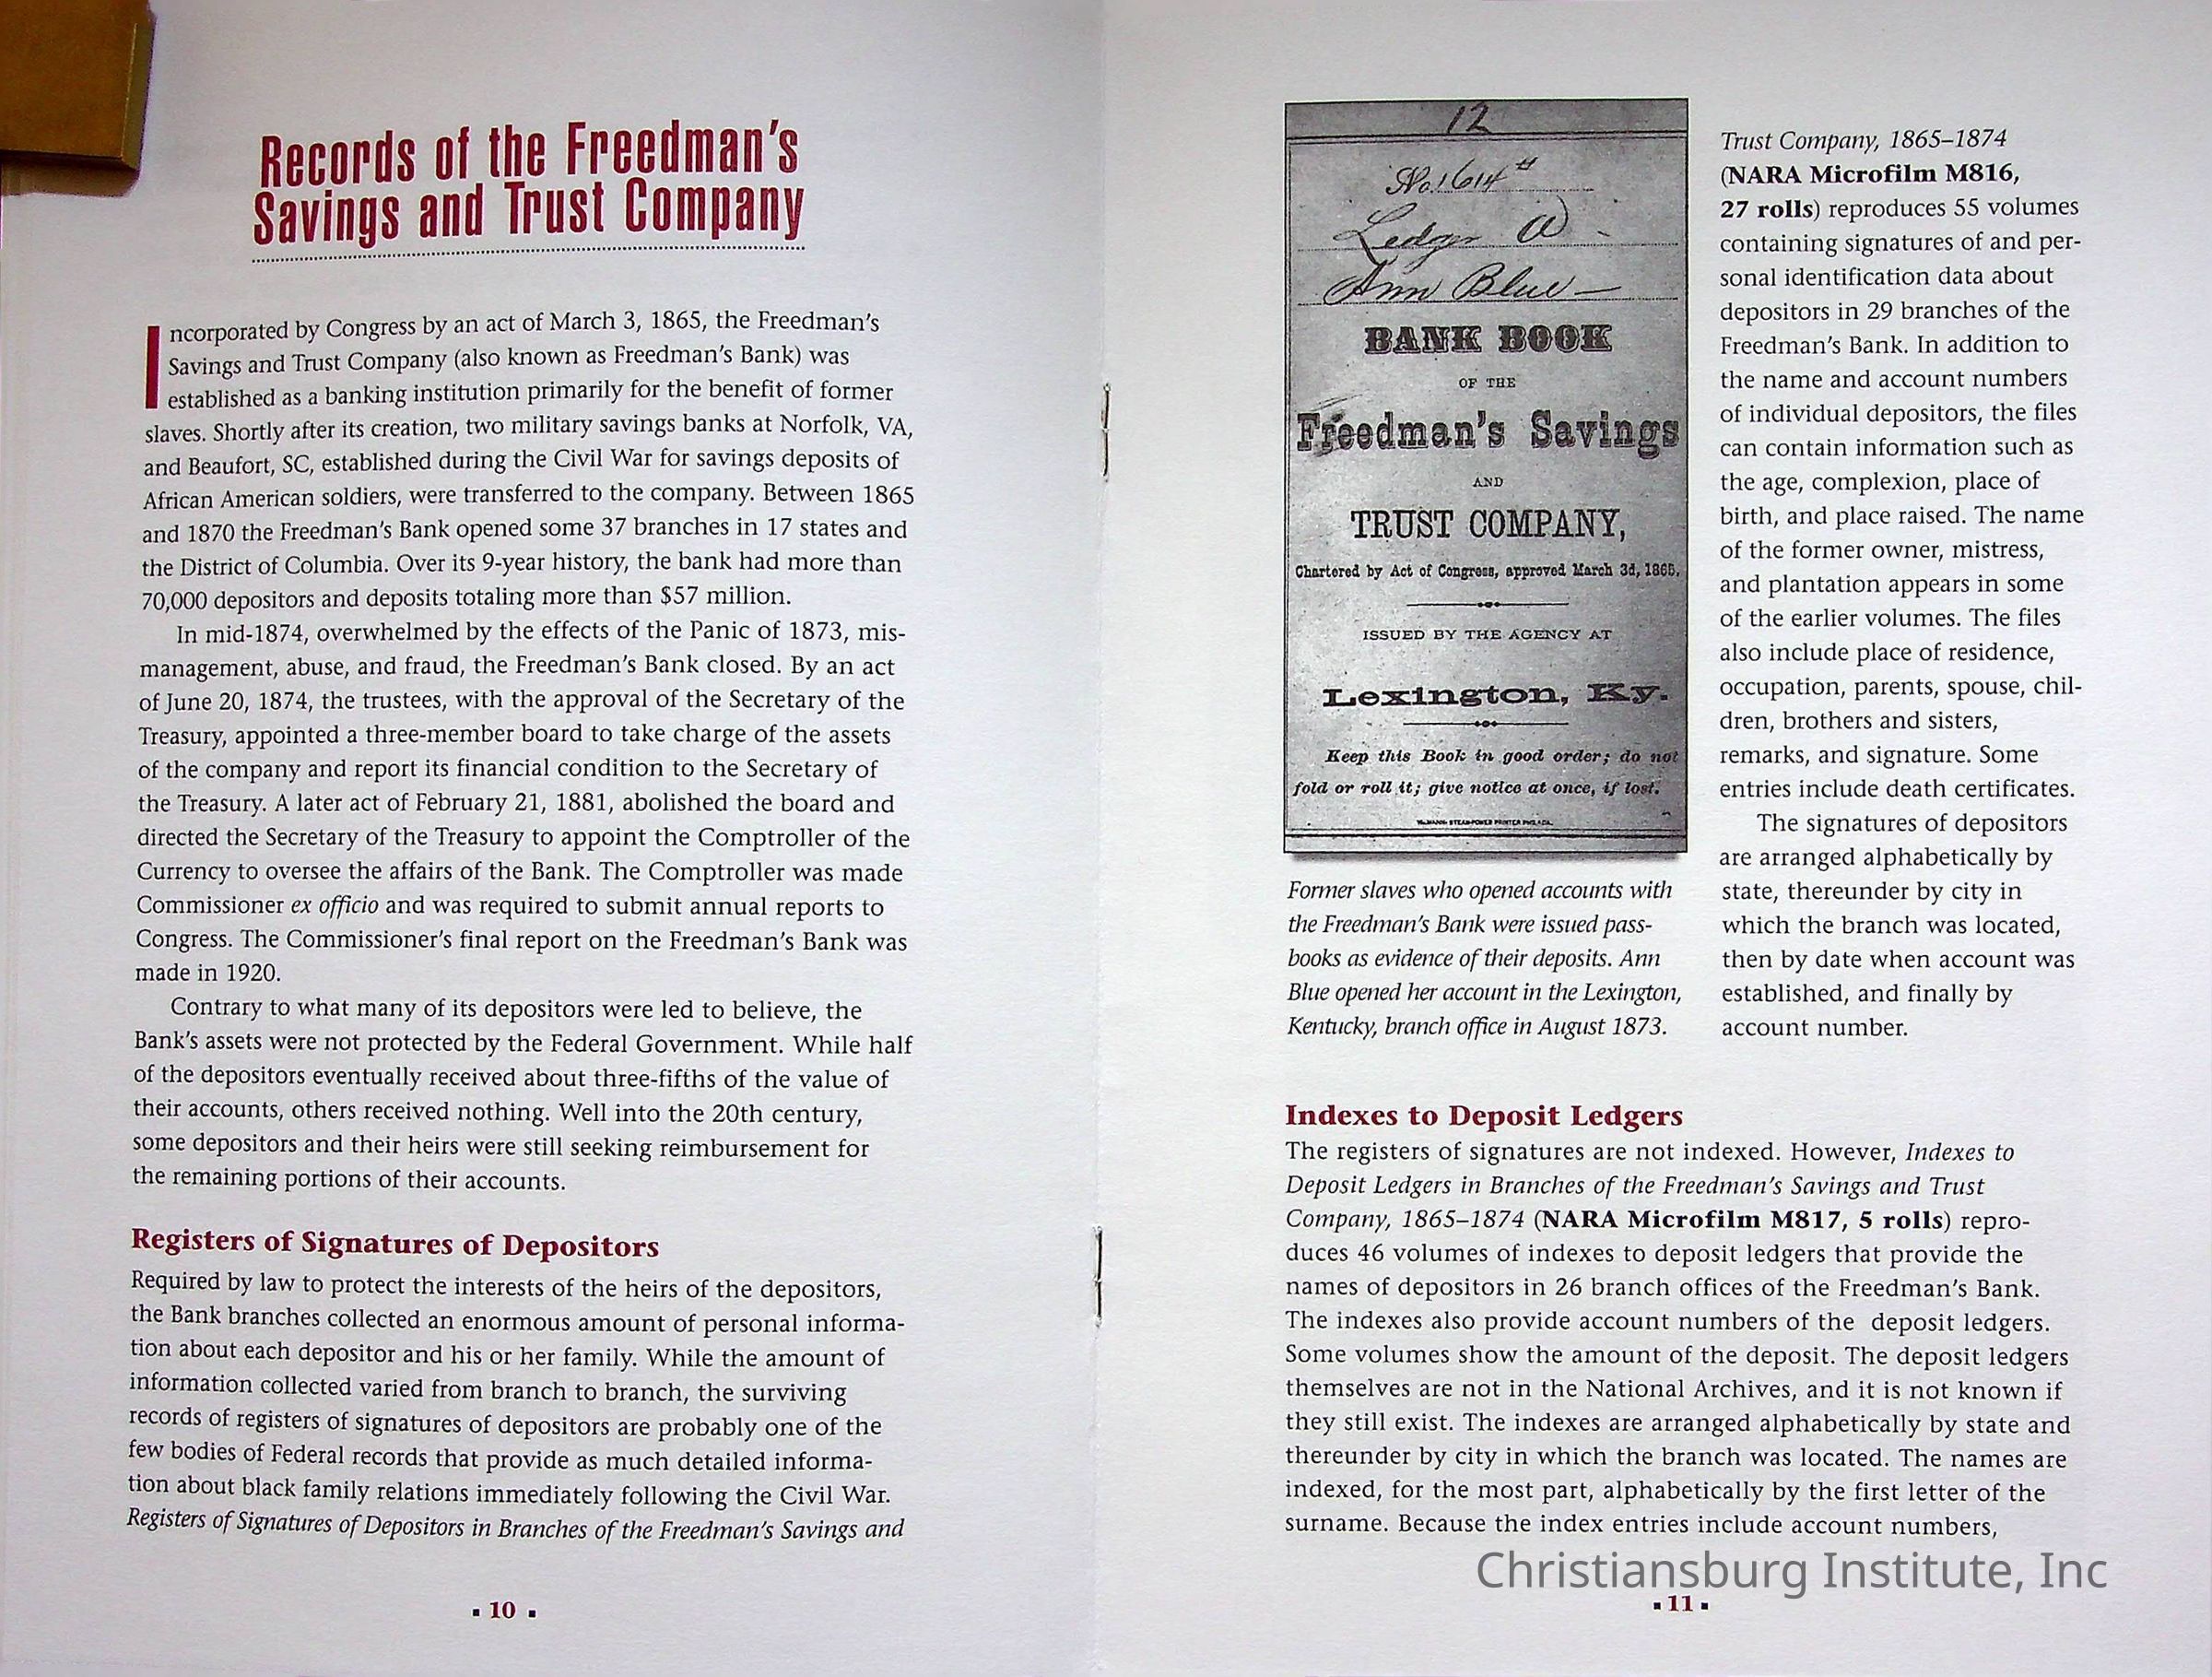 Records of the Freedman's
Savings and Trust Company
Incorporated by Congress by an act of March 3, 1865, the Freedman's
Savings and Trust Company (also known as Freedman's Bank) was
established as a banking institution primarily for the benefit of former
slaves. Shortly after its creation, two military savings banks at Norfolk, VA,
and Beaufort, SC, established during the Civil War for savings deposits of
African American soldiers, were transferred to the company. Between 1865
and 1870 the Freedman's Bank opened some 37 branches in 17 states and
the District of Columbia. Over its 9-year history, the bank had more than
70,000 depositors and deposits totaling more than $57 million.
In mid-1874, overwhelmed by the effects of the Panic of 1873, mis-
management, abuse, and fraud, the Freedman's Bank closed. By an act
of June 20, 1874, the trustees, with the approval of the Secretary of the
Treasury, appointed a three-member board to take charge of the assets
of the company and report its financial condition to the Secretary of
the Treasury. A later act of February 21, 1881, abolished the board and
directed the Secretary of the Treasury to appoint the Comptroller of the
Currency to oversee the affairs of the Bank. The Comptroller was made
Commissioner ex officio and was required to submit annual reports to
Congress. The Commissioner's final report on the Freedman's Bank was
made in 1920.
Contrary to what many of its depositors were led to believe, the
Bank's assets were not protected by the Federal Government. While half
of the depositors eventually received about three-fifths of the value of
their accounts, others received nothing. Well into the 20th century,
some depositors and their heirs were still seeking reimbursement for
the remaining portions of their accounts.
Registers of Signatures of Depositors
Required by law to protect the interests of the heirs of the depositors,
the Bank branches collected an enormous amount of personal informa-
tion about each depositor and his or her family. While the amount of
information collected varied from branch to branch, the surviving
records of registers of signatures of depositors are probably one of the
few bodies of Federal records that provide as much detailed informa-
tion about black family relations immediately following the Civil War.
Registers of Signatures of Depositors in Branches of the Freedman's Savings and
▪ 10 ▪
12
No. 1614
Ledger
Ann Blue
BANK BOOK
OF THE
Freedman's Savings
AND
TRUST COMPANY,
Chartered by Act of Congress, approved March 3d, 1865.
ISSUED BY THE AGENCY AT
Lexington, Ky.
Keep this Book in good order; do not
fold or roll it; give notice at once, if lost.
STEAM-POWER PRINTER PHILADA.
Former slaves who opened accounts with
the Freedman's Bank were issued pass-
books as evidence of their deposits. Ann
Blue opened her account in the Lexington,
Kentucky, branch office in August 1873.
Trust Company, 1865–1874
(NARA Microfilm M816,
27 rolls) reproduces 55 volumes
containing signatures of and per-
sonal identification data about
depositors in 29 branches of the
Freedman's Bank. In addition to
the name and account numbers
of individual depositors, the files
can contain information such as
the age, complexion, place of
birth, and place raised. The name
of the former owner, mistress,
and plantation appears in some
of the earlier volumes. The files
also include place of residence,
occupation, parents, spouse, chil-
dren, brothers and sisters,
remarks, and signature. Some
entries include death certificates.
The signatures of depositors
are arranged alphabetically by
state, thereunder by city in
which the branch was located,
then by date when account was
established, and finally by
account number.
Indexes to Deposit Ledgers
The registers of signatures are not indexed. However, Indexes to
Deposit Ledgers in Branches of the Freedman's Savings and Trust
Company, 1865–1874 (NARA Microfilm M817, 5 rolls) repro-
duces 46 volumes of indexes to deposit ledgers that provide the
names of depositors in 26 branch offices of the Freedman's Bank.
The indexes also provide account numbers of the deposit ledgers.
Some volumes show the amount of the deposit. The deposit ledgers
themselves are not in the National Archives, and it is not known if
they still exist. The indexes are arranged alphabetically by state and
thereunder by city in which the branch was located. The names are
indexed, for the most part, alphabetically by the first letter of the
surname. Because the index entries include account numbers,
Christiansburg Institute, Inc
▪ 11 ▪